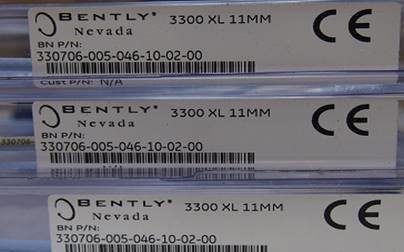 BENTLY® 3300 XL 11MM
Nevada
BN P/N:
330706-005-046-10-02-00
Cust P/N: N/A
CE
BENTLY® 3300 XL 11MM
Nevada
BN P/N:
330706-005-046-10-02-00
CE
330706-
BENTLY® 3300 XL 11MM
Nevada
BN P/N:
330706-005-046-10-02-00
CE